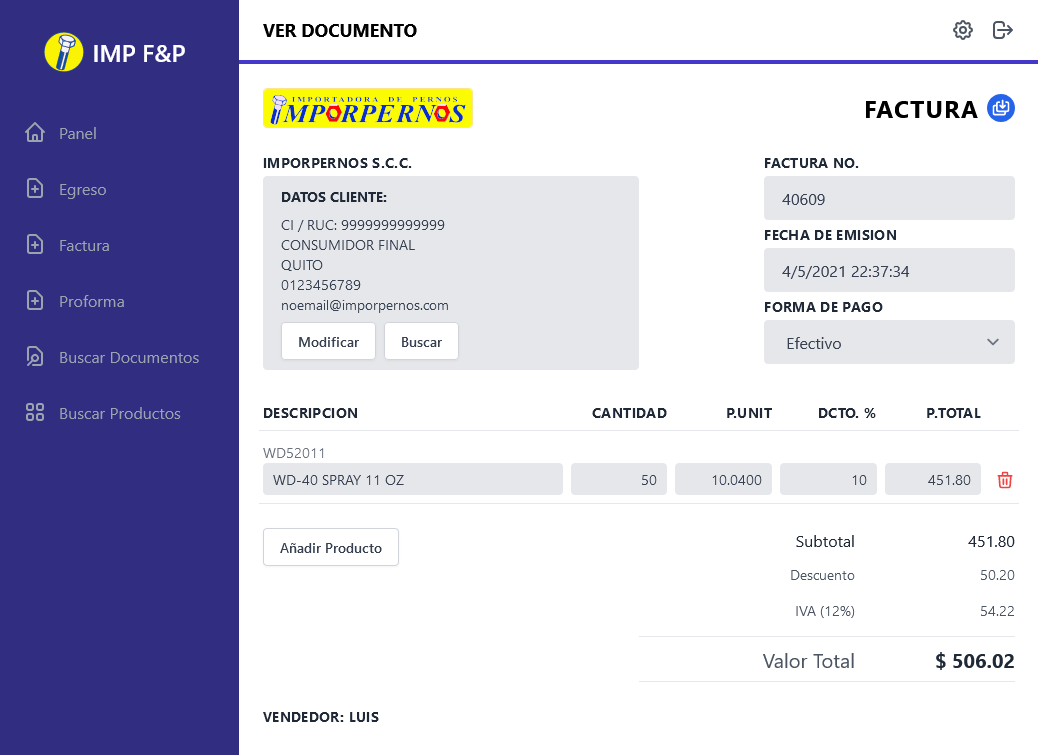 IMP F&P
Panel
Egreso
Factura
Proforma
Buscar Documentos
Buscar Productos
VER DOCUMENTO
IMPORTADORA DE PERNOS
IMPORPERNOS
FACTURA
IMPORPERNOS S.C.C.
DATOS CLIENTE:
CI / RUC: 9999999999999
CONSUMIDOR FINAL
QUITO
0123456789
noemail@imporpernos.com
Modificar Buscar
FACTURA NO.
40609
FECHA DE EMISION
4/5/2021 22:37:34
FORMA DE PAGO
Efectivo
DESCRIPCION CANTIDAD P.UNIT DCTO. % P.TOTAL
WD52011
WD-40 SPRAY 11 OZ 50 10.0400 10 451.80
Añadir Producto
Subtotal 451.80
Descuento 50.20
IVA (12%) 54.22
Valor Total $ 506.02
VENDEDOR: LUIS